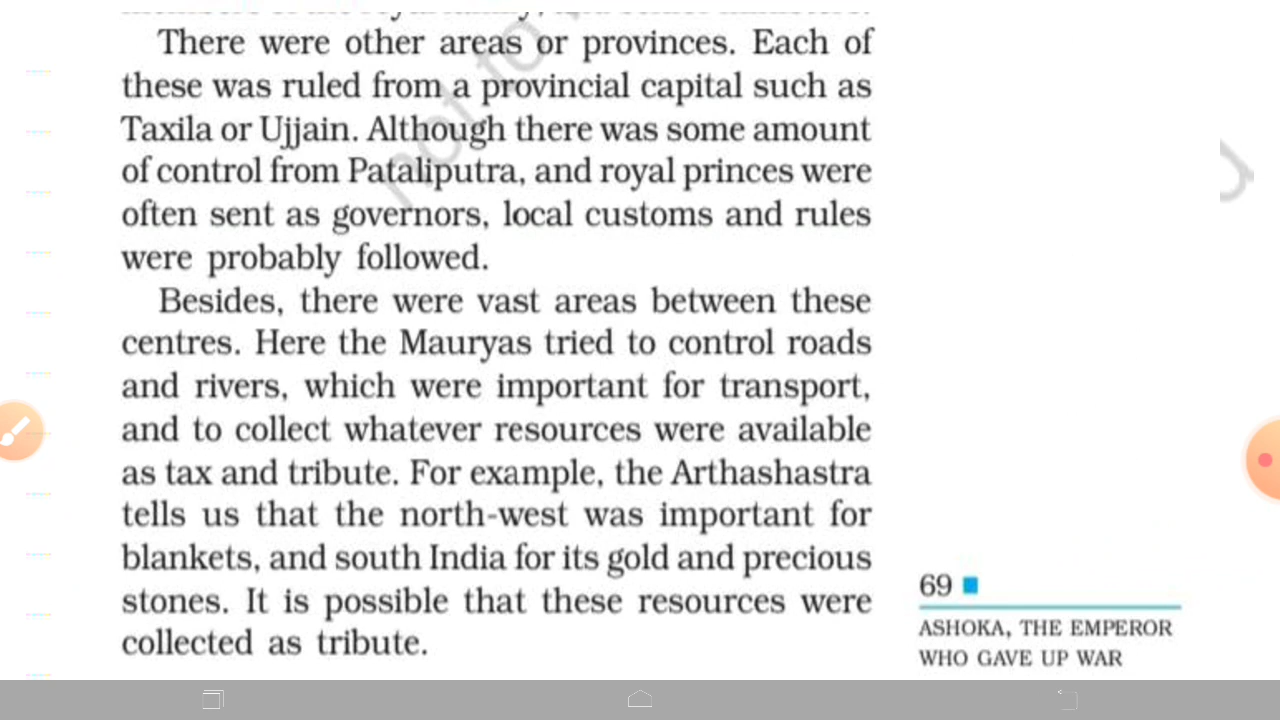 There were other areas or provinces. Each of
these was ruled from a provincial capital such as
Taxila or Ujjain. Although there was some amount
of control from Pataliputra, and royal princes were
often sent as governors, local customs and rules
were probably followed.
Besides, there were vast areas between these
centres. Here the Mauryas tried to control roads
and rivers, which were important for transport,
and to collect whatever resources were available
as tax and tribute. For example, the Arthashastra
tells us that the north-west was important for
blankets, and south India for its gold and precious
stones. It is possible that these resources were
collected as tribute.
69
ASHOKA, THE EMPEROR
WHO GAVE UP WAR
not to